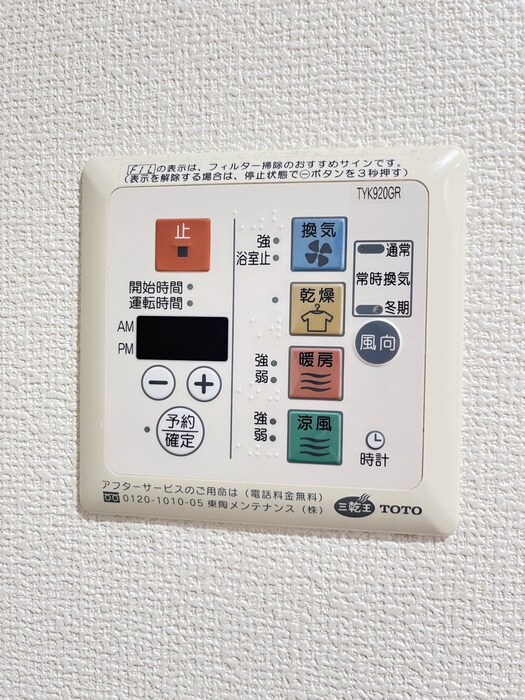 FILの表示は、フィルター掃除のおすすめサインです。
(表示を解除する場合は、停止状態で⊖ボタンを3秒押す)
TYK920GR
止
開始時間
運転時間
AM
PM
− +
予約
確定
換気
強
浴室止
乾燥
暖房
強
弱
涼風
強
弱
通常
常時換気
冬期
風向
時計
アフターサービスのご用命は(電話料金無料)
0120-1010-05 東陶メンテナンス(株)
三乾王 TOTO